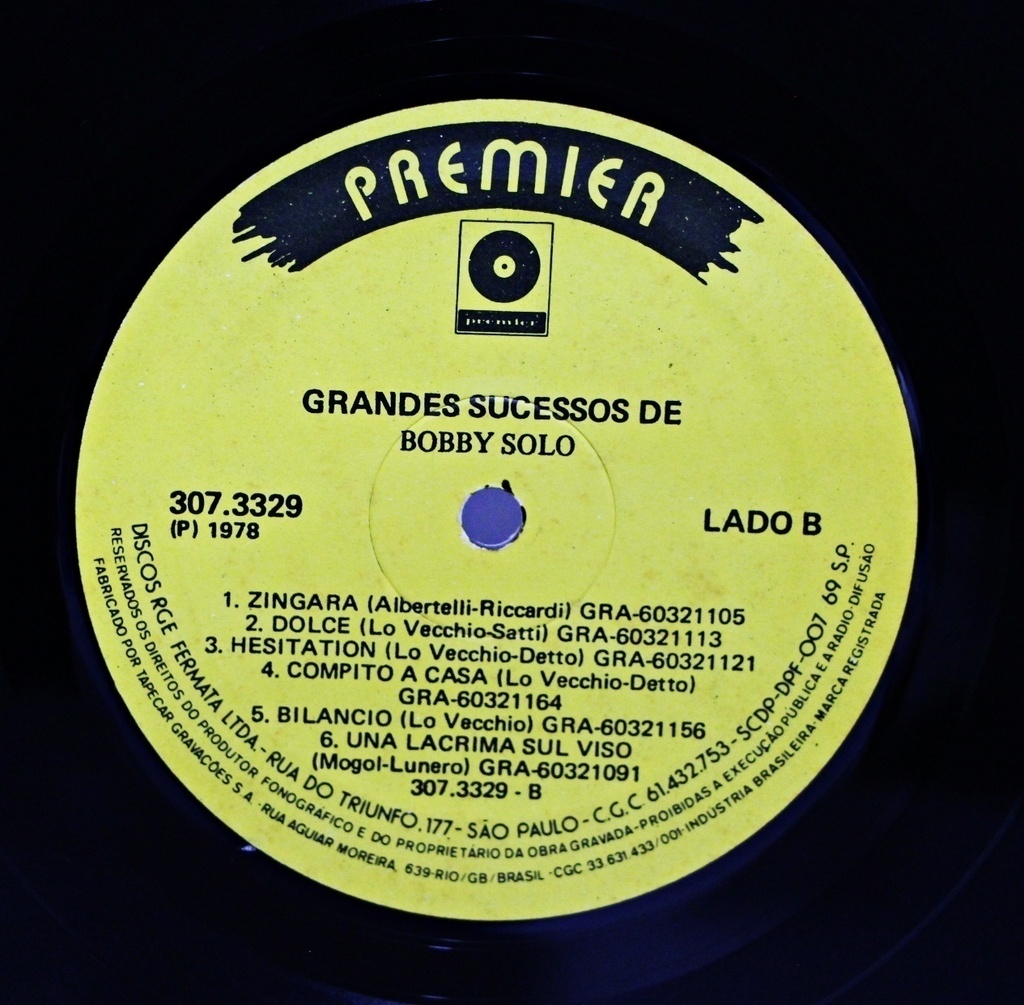 PREMIER
premier
GRANDES SUCESSOS DE
BOBBY SOLO
307.3329
(P) 1978
LADO B
1. ZINGARA (Albertelli-Riccardi) GRA-60321105
2. DOLCE (Lo Vecchio-Satti) GRA-60321113
3. HESITATION (Lo Vecchio-Detto) GRA-60321121
4. COMPITO A CASA (Lo Vecchio-Detto)
GRA-60321164
5. BILANCIO (Lo Vecchio) GRA-60321156
6. UNA LACRIMA SUL VISO
(Mogol-Lunero) GRA-60321091
307.3329 - B
DISCOS RGE FERMATA LTDA. - RUA DO TRIUNFO, 177 - SÃO PAULO - C.G.C 61.432.753 - SCDP-DPF-007 69 S.P.
RESERVADOS OS DIREITOS DO PRODUTOR FONOGRÁFICO E DO PROPRIETÁRIO DA OBRA GRAVADA - PROIBIDAS A EXECUÇÃO PÚBLICA E A RADIO-DIFUSÃO
FABRICADO POR TAPECAR GRAVAÇÕES S.A. - RUA AGUIAR MOREIRA, 639-RIO/GB/BRASIL - CGC 33 631 433/001-INDÚSTRIA BRASILEIRA - MARCA REGISTRADA